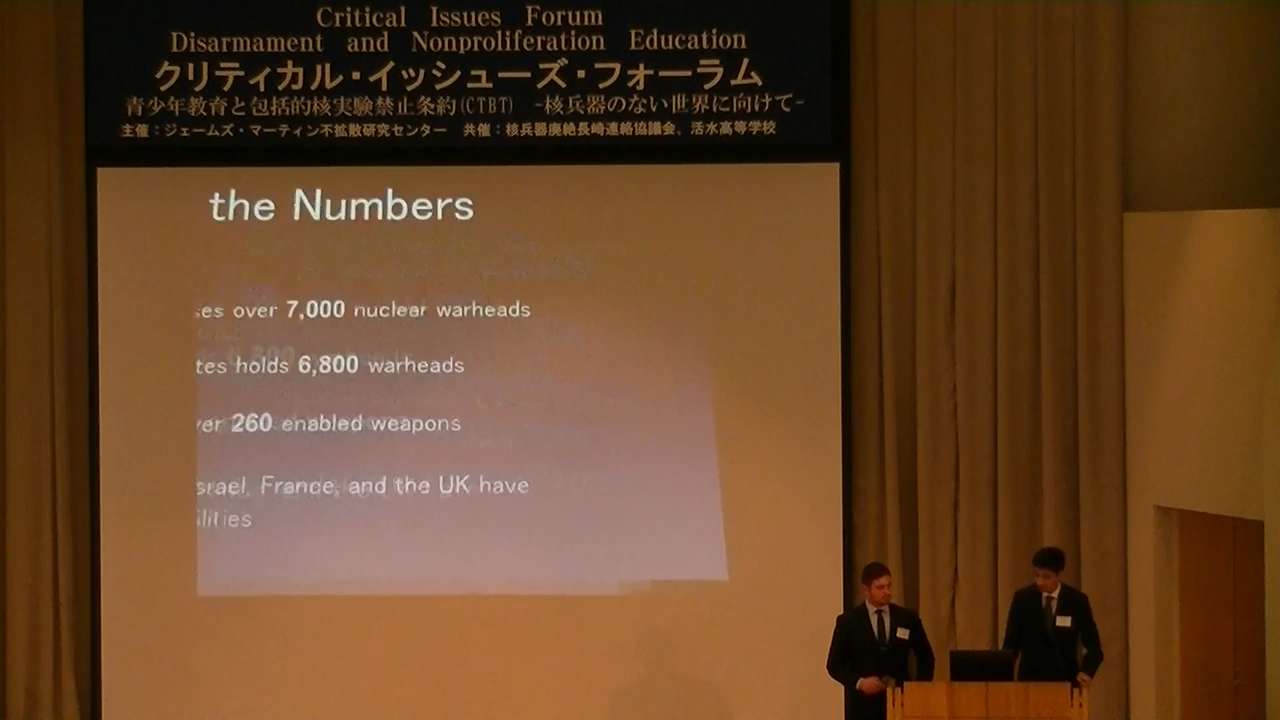 Critical Issues Forum
Disarmament and Nonproliferation Education
クリティカル・イッシューズ・フォーラム
青少年教育と包括的核実験禁止条約(CTBT) -核兵器のない世界に向けて-
主催:ジェームズ・マーティン不拡散研究センター 共催:核兵器廃絶長崎連絡協議会、活水高等学校
the Numbers
es over 7,000 nuclear warheads
tes holds 6,800 warheads
er 260 enabled weapons
srael, France, and the UK have
lities